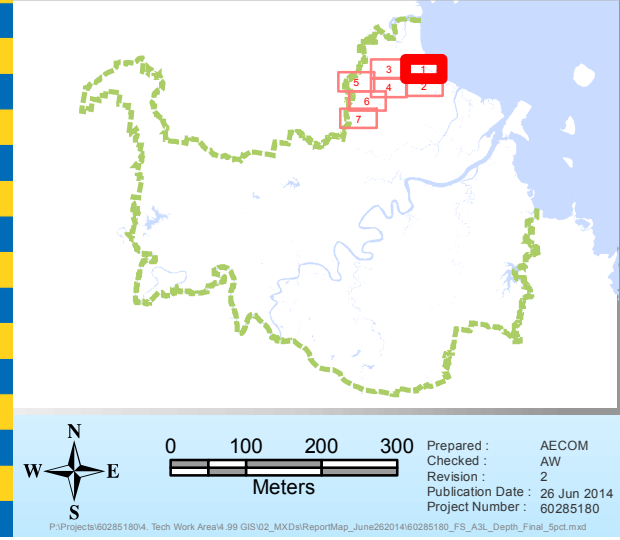 3 1
5 4 2
6
7
N
W E
S
0 100 200 300
Meters
Prepared : AECOM
Checked : AW
Revision : 2
Publication Date : 26 Jun 2014
Project Number : 60285180
P:\Projects\60285180\4. Tech Work Area\4.99 GIS\02_MXDs\ReportMap_June262014\60285180_FS_A3L_Depth_Final_5pct.mxd